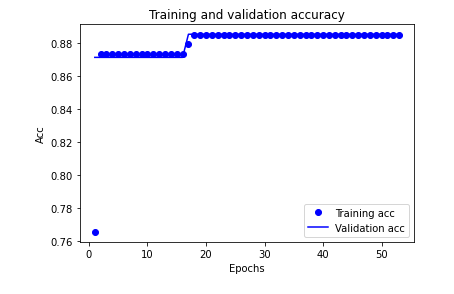 Training and validation accuracy
Acc
0.88
0.86
0.84
0.82
0.80
0.78
0.76
Training acc
Validation acc
0 10 20 30 40 50
Epochs